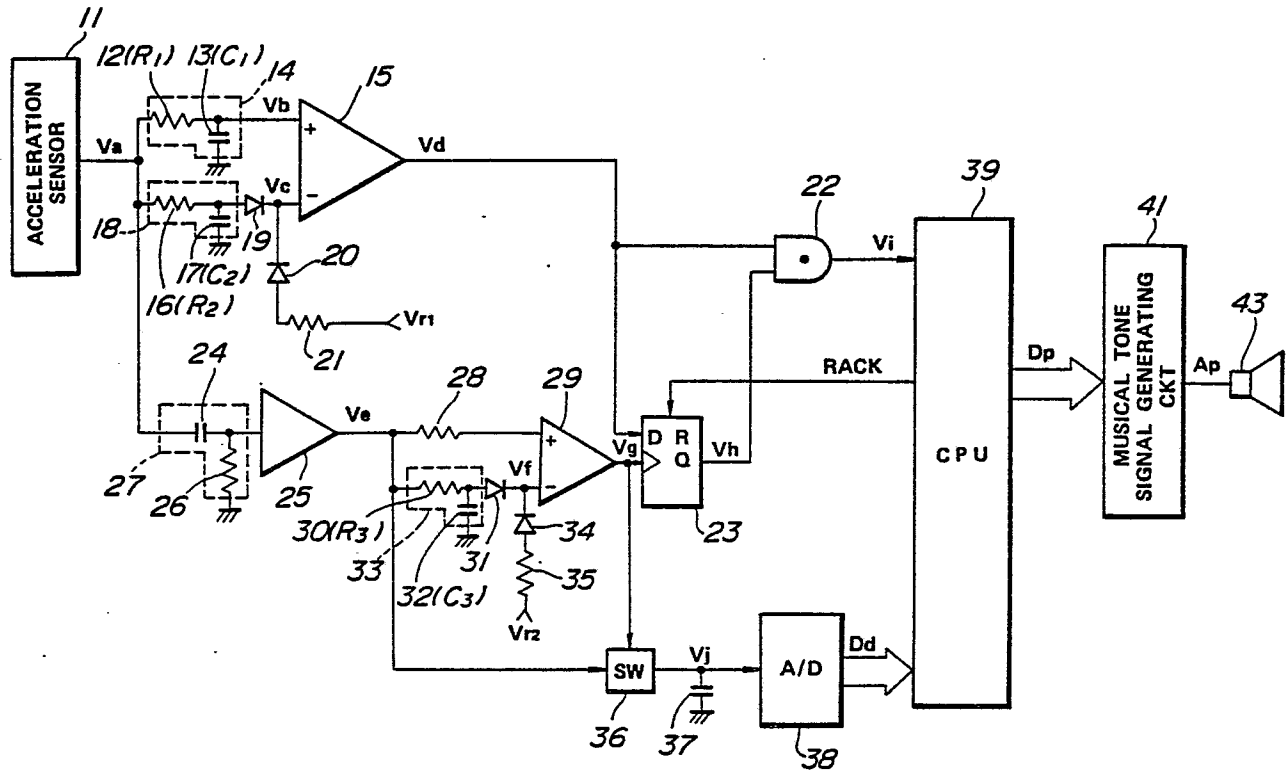 11
12(R1)
13(C1)
14
15
Vb
+
ACCELERATION
SENSOR
Va
Vd
Vc
−
18
19
17(C2)
16(R2)
20
21
Vr1
22
Vi
39
CPU
41
MUSICAL TONE
SIGNAL GENERATING
CKT
43
Dp
Ap
RACK
24
27
26
25
Ve
28
29
+
−
Vg
D R
Q
Vh
23
Vf
30(R3)
33
31
32(C3)
34
35
Vr2
SW
36
Vj
37
A/D
38
Dd